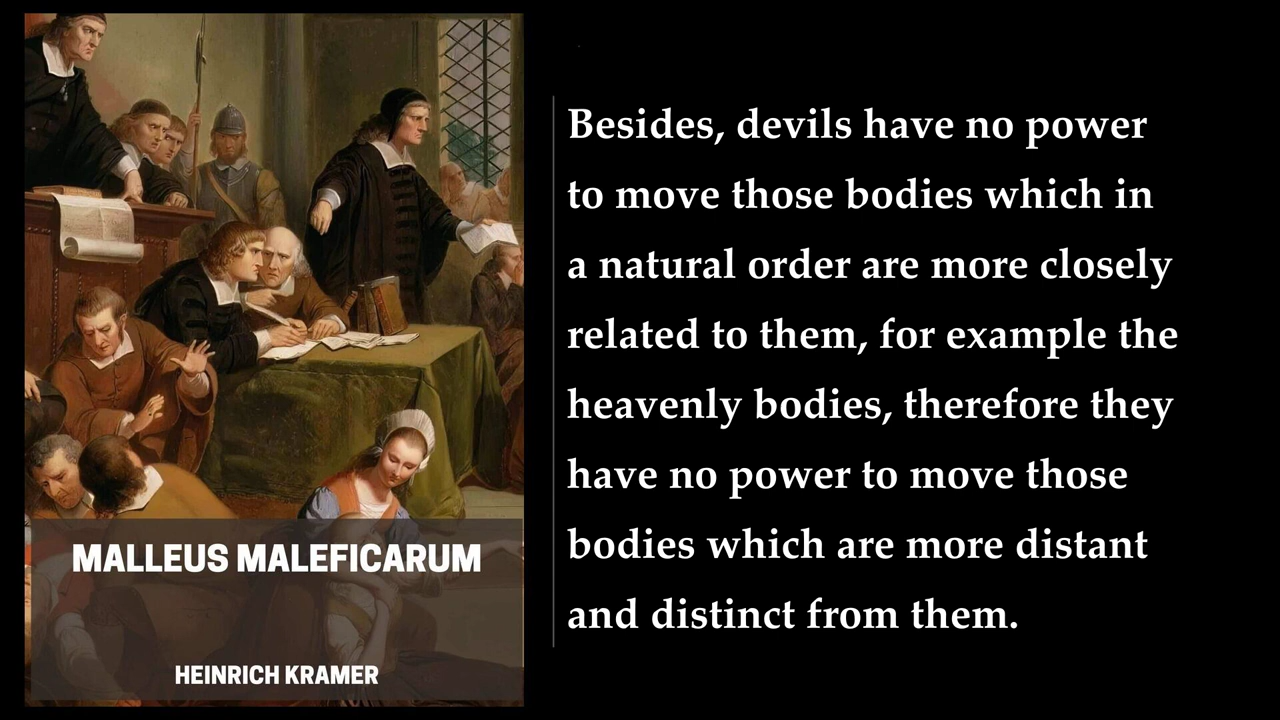 MALLEUS MALEFICARUM
HEINRICH KRAMER
Besides, devils have no power
to move those bodies which in
a natural order are more closely
related to them, for example the
heavenly bodies, therefore they
have no power to move those
bodies which are more distant
and distinct from them.